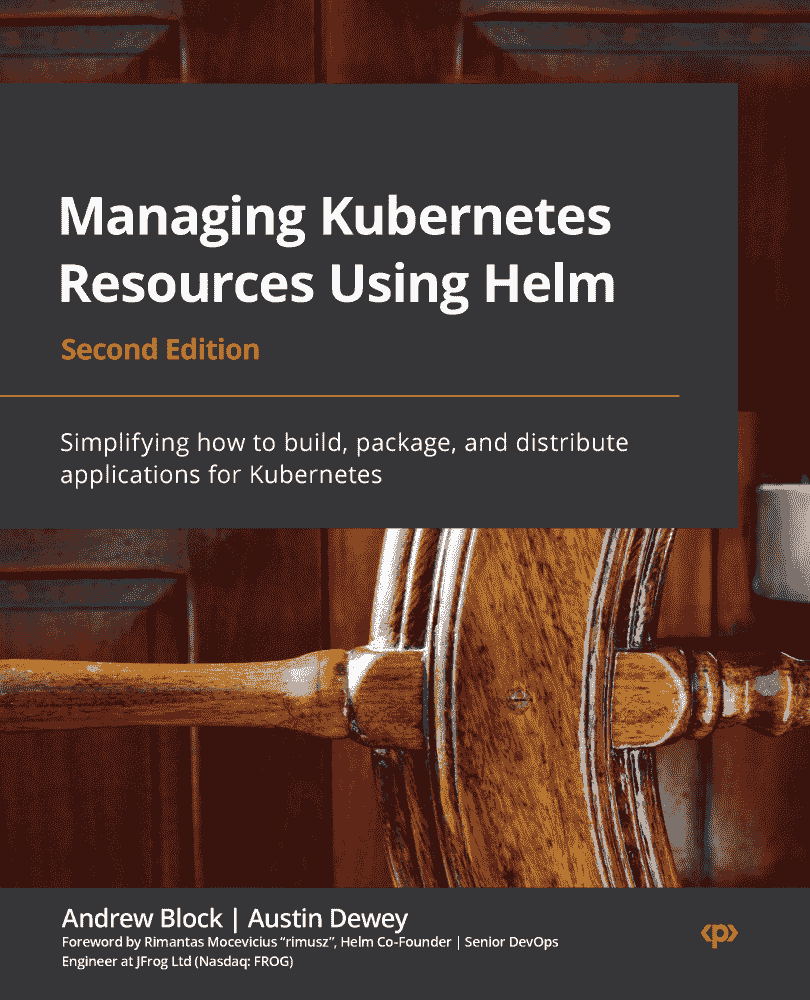 Managing Kubernetes
Resources Using Helm
Second Edition
Simplifying how to build, package, and distribute
applications for Kubernetes
Andrew Block | Austin Dewey
Foreword by Rimantas Mocevicius “rimusz”, Helm Co-Founder | Senior DevOps
Engineer at JFrog Ltd (Nasdaq: FROG)
<p>